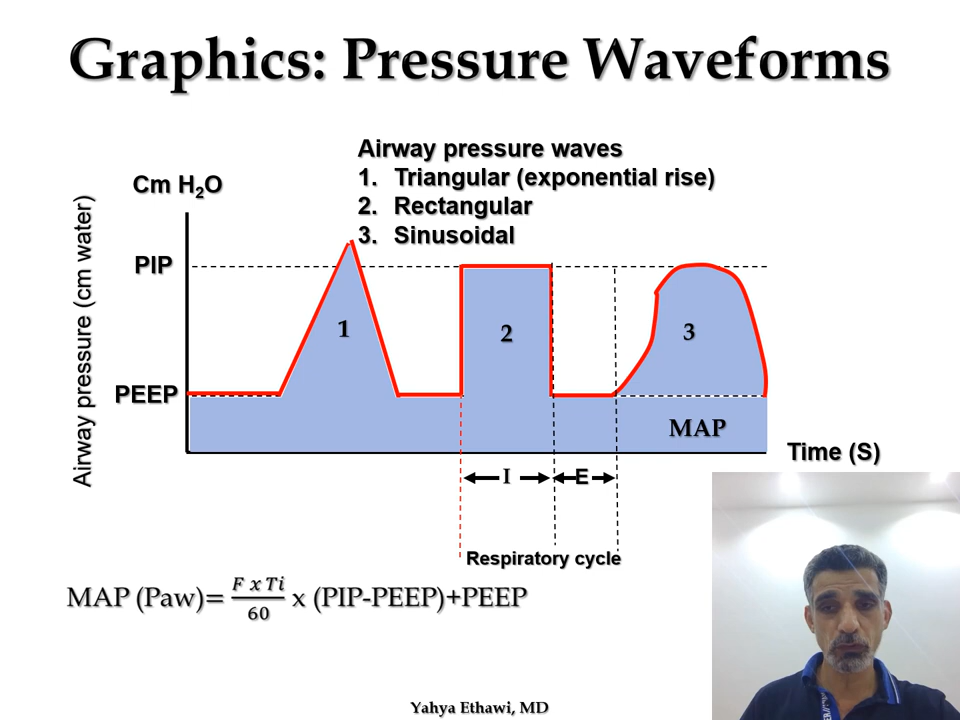 Graphics: Pressure Waveforms
Airway pressure waves
1. Triangular (exponential rise)
2. Rectangular
3. Sinusoidal
Cm H₂O
Airway pressure (cm water)
PIP
1
2
3
PEEP
MAP
Time (S)
I
E
Respiratory cycle
MAP (Paw)= F x Ti / 60 x (PIP-PEEP)+PEEP
Yahya Ethawi, MD